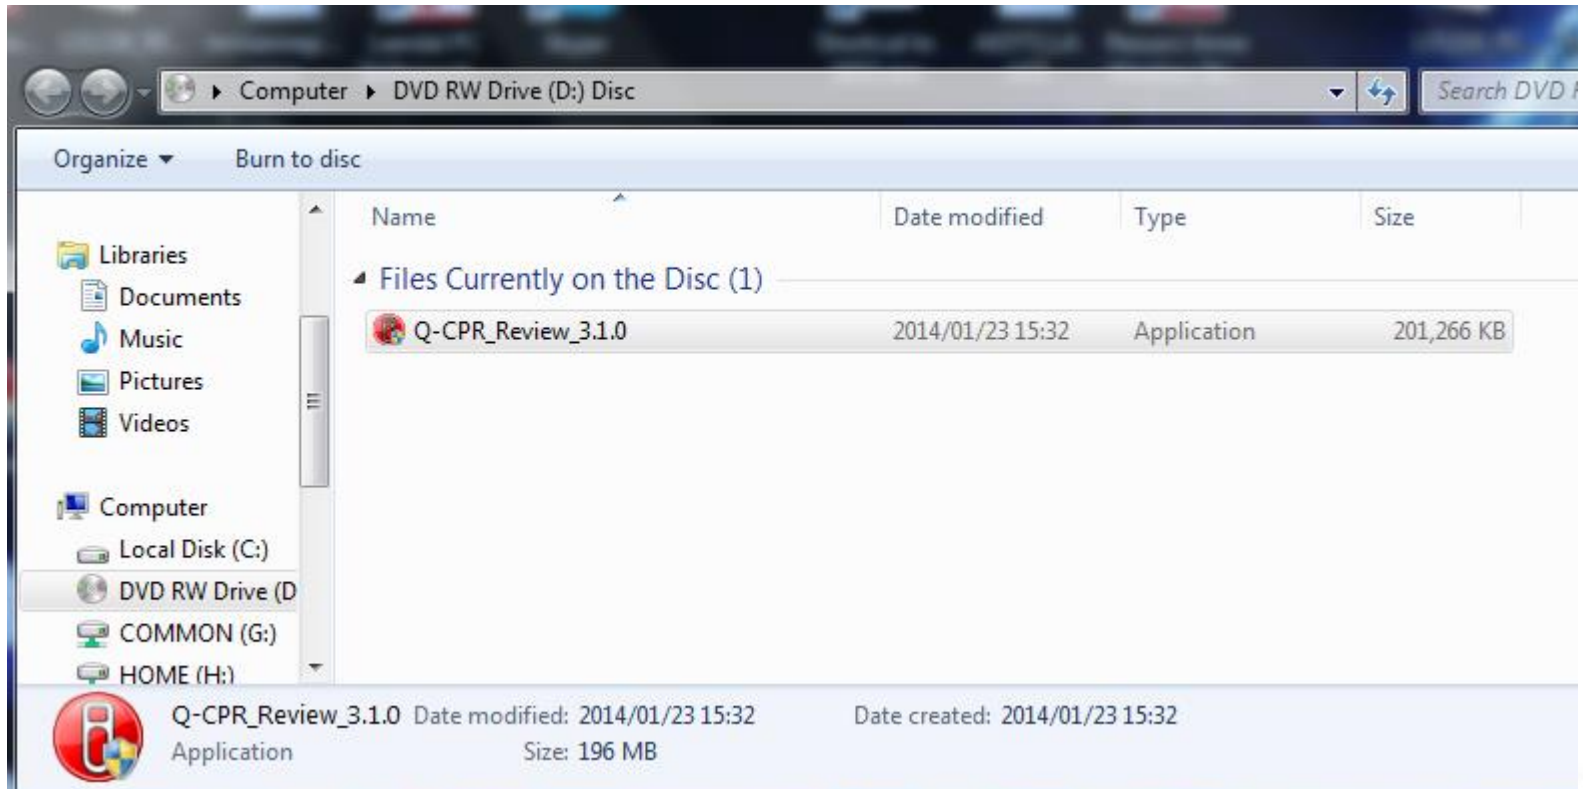 Computer ▸ DVD RW Drive (D:) Disc
Search DVD
Organize Burn to disc
Name Date modified Type Size
Libraries
Documents
Music
Pictures
Videos
Computer
Local Disk (C:)
DVD RW Drive (D
COMMON (G:)
HOME (H:)
Files Currently on the Disc (1)
Q-CPR_Review_3.1.0 2014/01/23 15:32 Application 201,266 KB
Q-CPR_Review_3.1.0 Date modified: 2014/01/23 15:32 Date created: 2014/01/23 15:32
Application Size: 196 MB